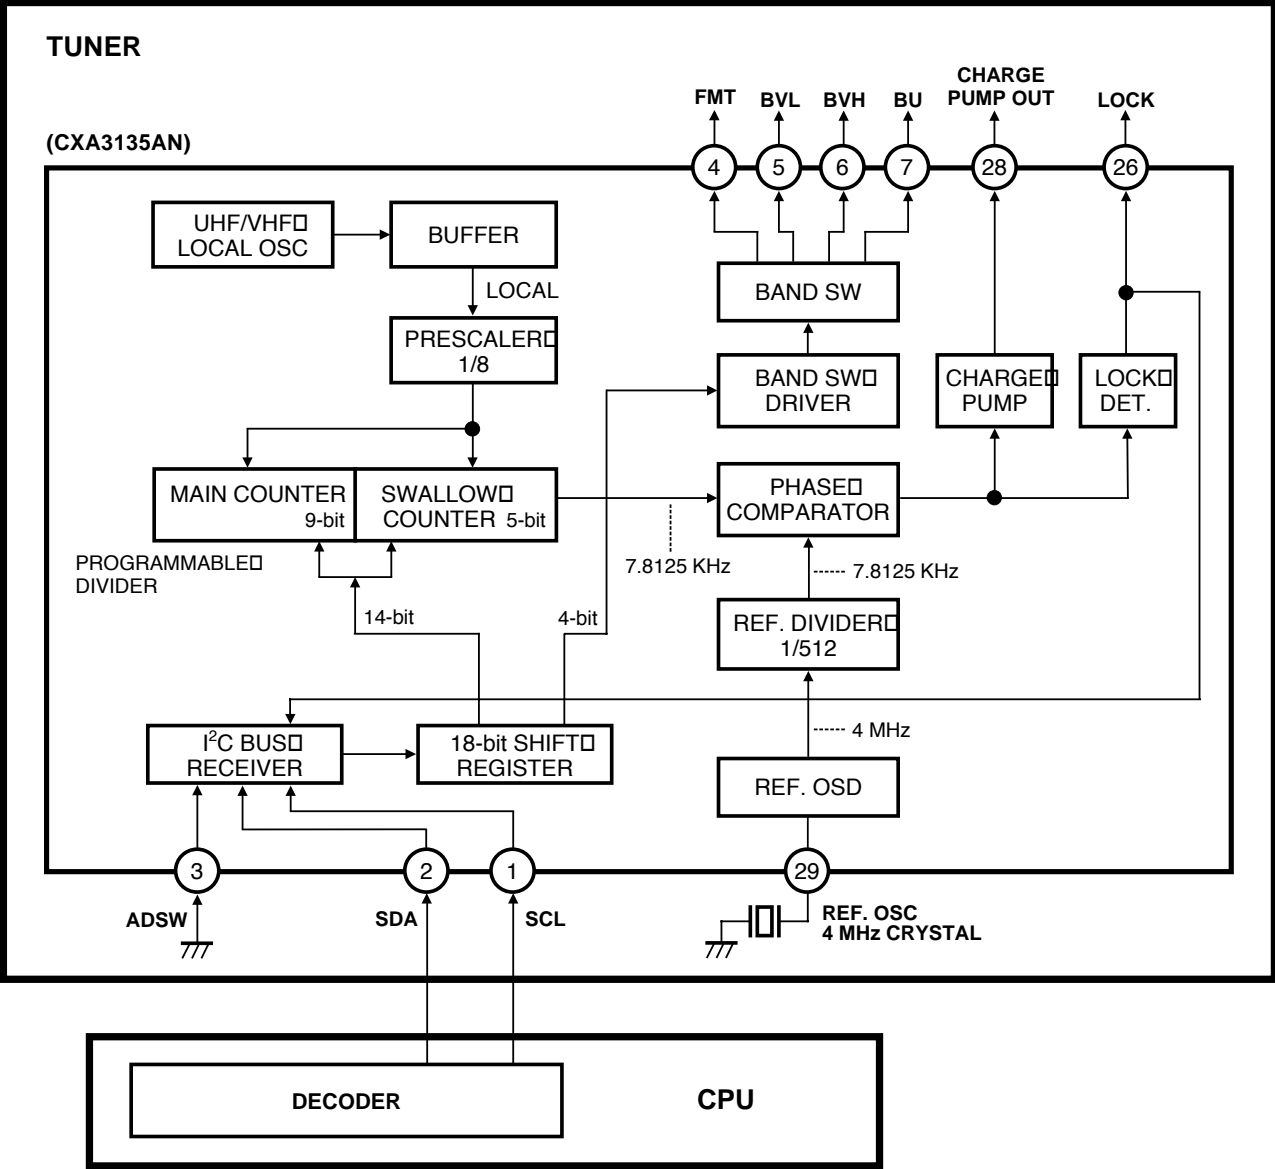 TUNER
(CXA3135AN)
FMT
BVL
BVH
BU
CHARGE
PUMP OUT
LOCK
4
5
6
7
28
26
UHF/VHF□
LOCAL OSC
BUFFER
LOCAL
PRESCALER□
1/8
BAND SW
BAND SW□
DRIVER
CHARGE□
PUMP
LOCK□
DET.
MAIN COUNTER
9-bit
SWALLOW□
COUNTER 5-bit
PROGRAMMABLE□
DIVIDER
PHASE□
COMPARATOR
7.8125 KHz
7.8125 KHz
14-bit
4-bit
REF. DIVIDER□
1/512
4 MHz
I²C BUS□
RECEIVER
18-bit SHIFT□
REGISTER
REF. OSD
3
2
1
29
ADSW
SDA
SCL
REF. OSC
4 MHz CRYSTAL
DECODER
CPU